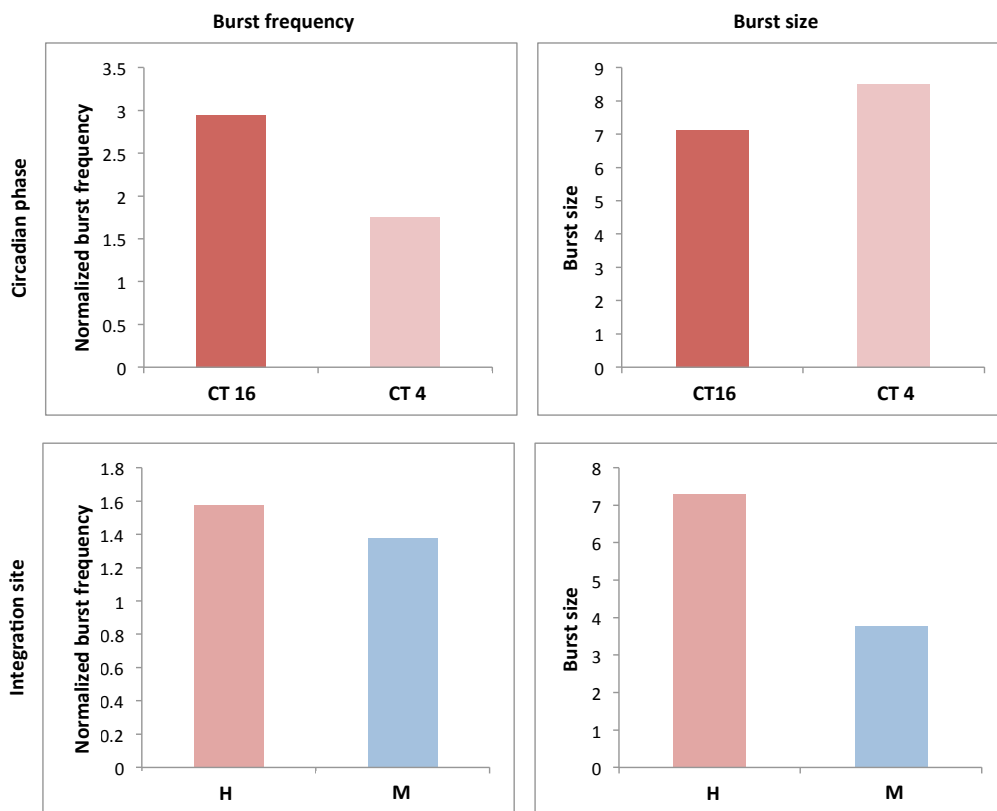 Burst frequency
Burst size
Circadian phase
Normalized burst frequency
3.5
3
2.5
2
1.5
1
0.5
0
CT 16
CT 4
Burst size
9
8
7
6
5
4
3
2
1
0
CT16
CT 4
Integration site
Normalized burst frequency
1.8
1.6
1.4
1.2
1
0.8
0.6
0.4
0.2
0
H
M
Burst size
8
7
6
5
4
3
2
1
0
H
M